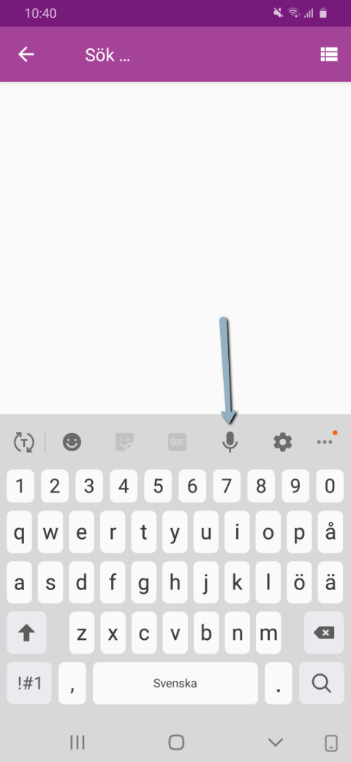 10:40
Sök ...
T GIF
1 2 3 4 5 6 7 8 9 0
q w e r t y u i o p å
a s d f g h j k l ö ä
z x c v b n m
!#1 , Svenska .